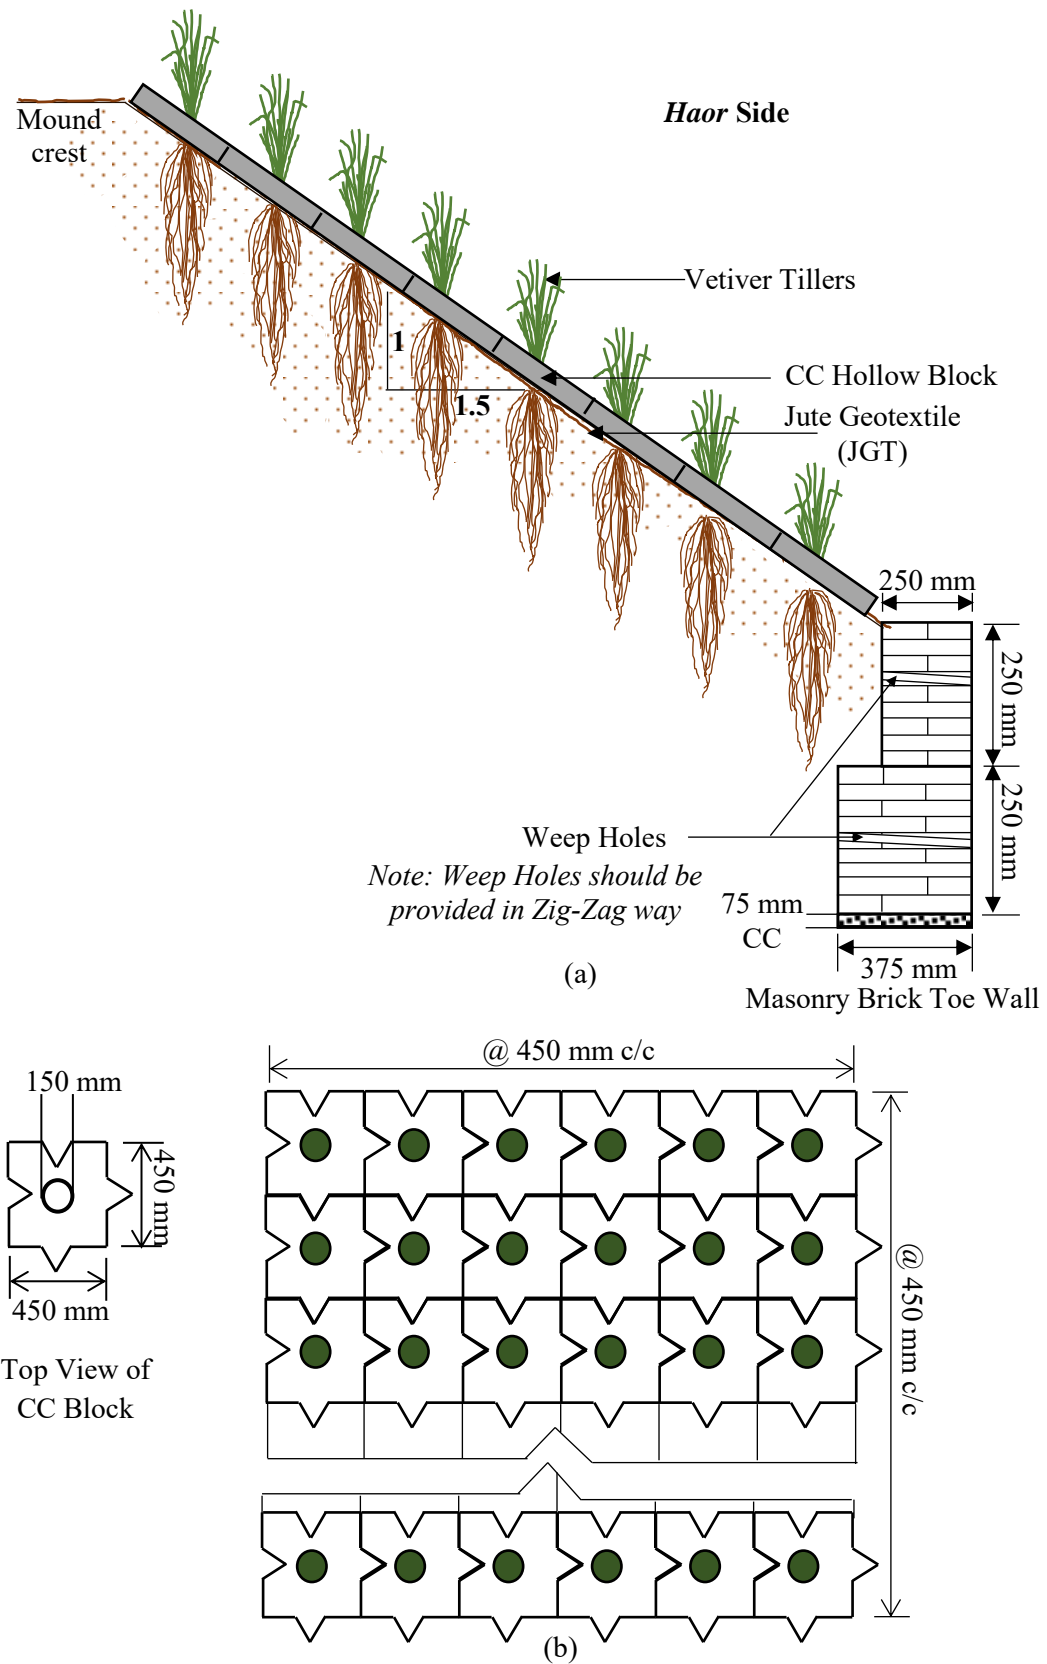 Haor Side
Mound
crest
Vetiver Tillers
1
CC Hollow Block
1.5
Jute Geotextile
(JGT)
250 mm
250 mm
250 mm
Weep Holes
Note: Weep Holes should be
provided in Zig-Zag way
75 mm
CC
375 mm
(a)
Masonry Brick Toe Wall
@ 450 mm c/c
150 mm
450 mm
450 mm
@ 450 mm c/c
Top View of
CC Block
(b)